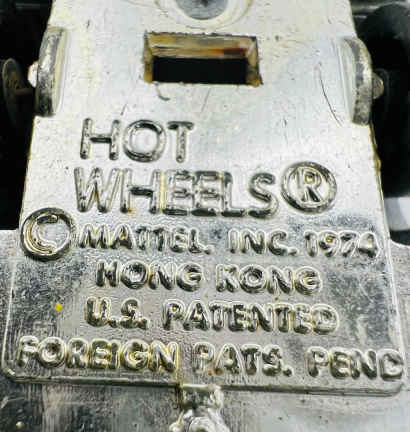 HOT
WHEELS®
© MATTEL. INC. 1974
HONG KONG
U.S. PATENTED
FOREIGN PATS. PEND